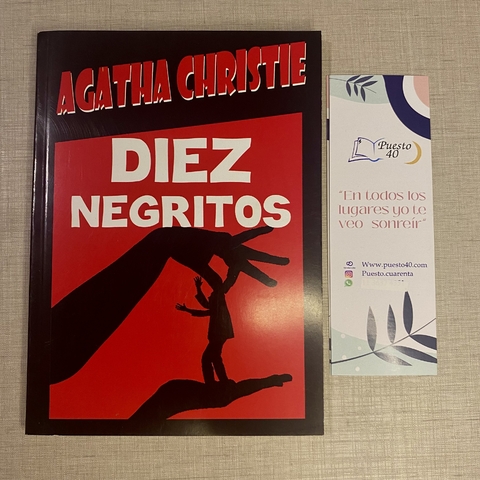 AGATHA CHRISTIE
DIEZ
NEGRITOS
Puesto
40
"En todos los
lugares yo te
veo sonreír"
Www.puesto40.com
Puesto.cuarenta